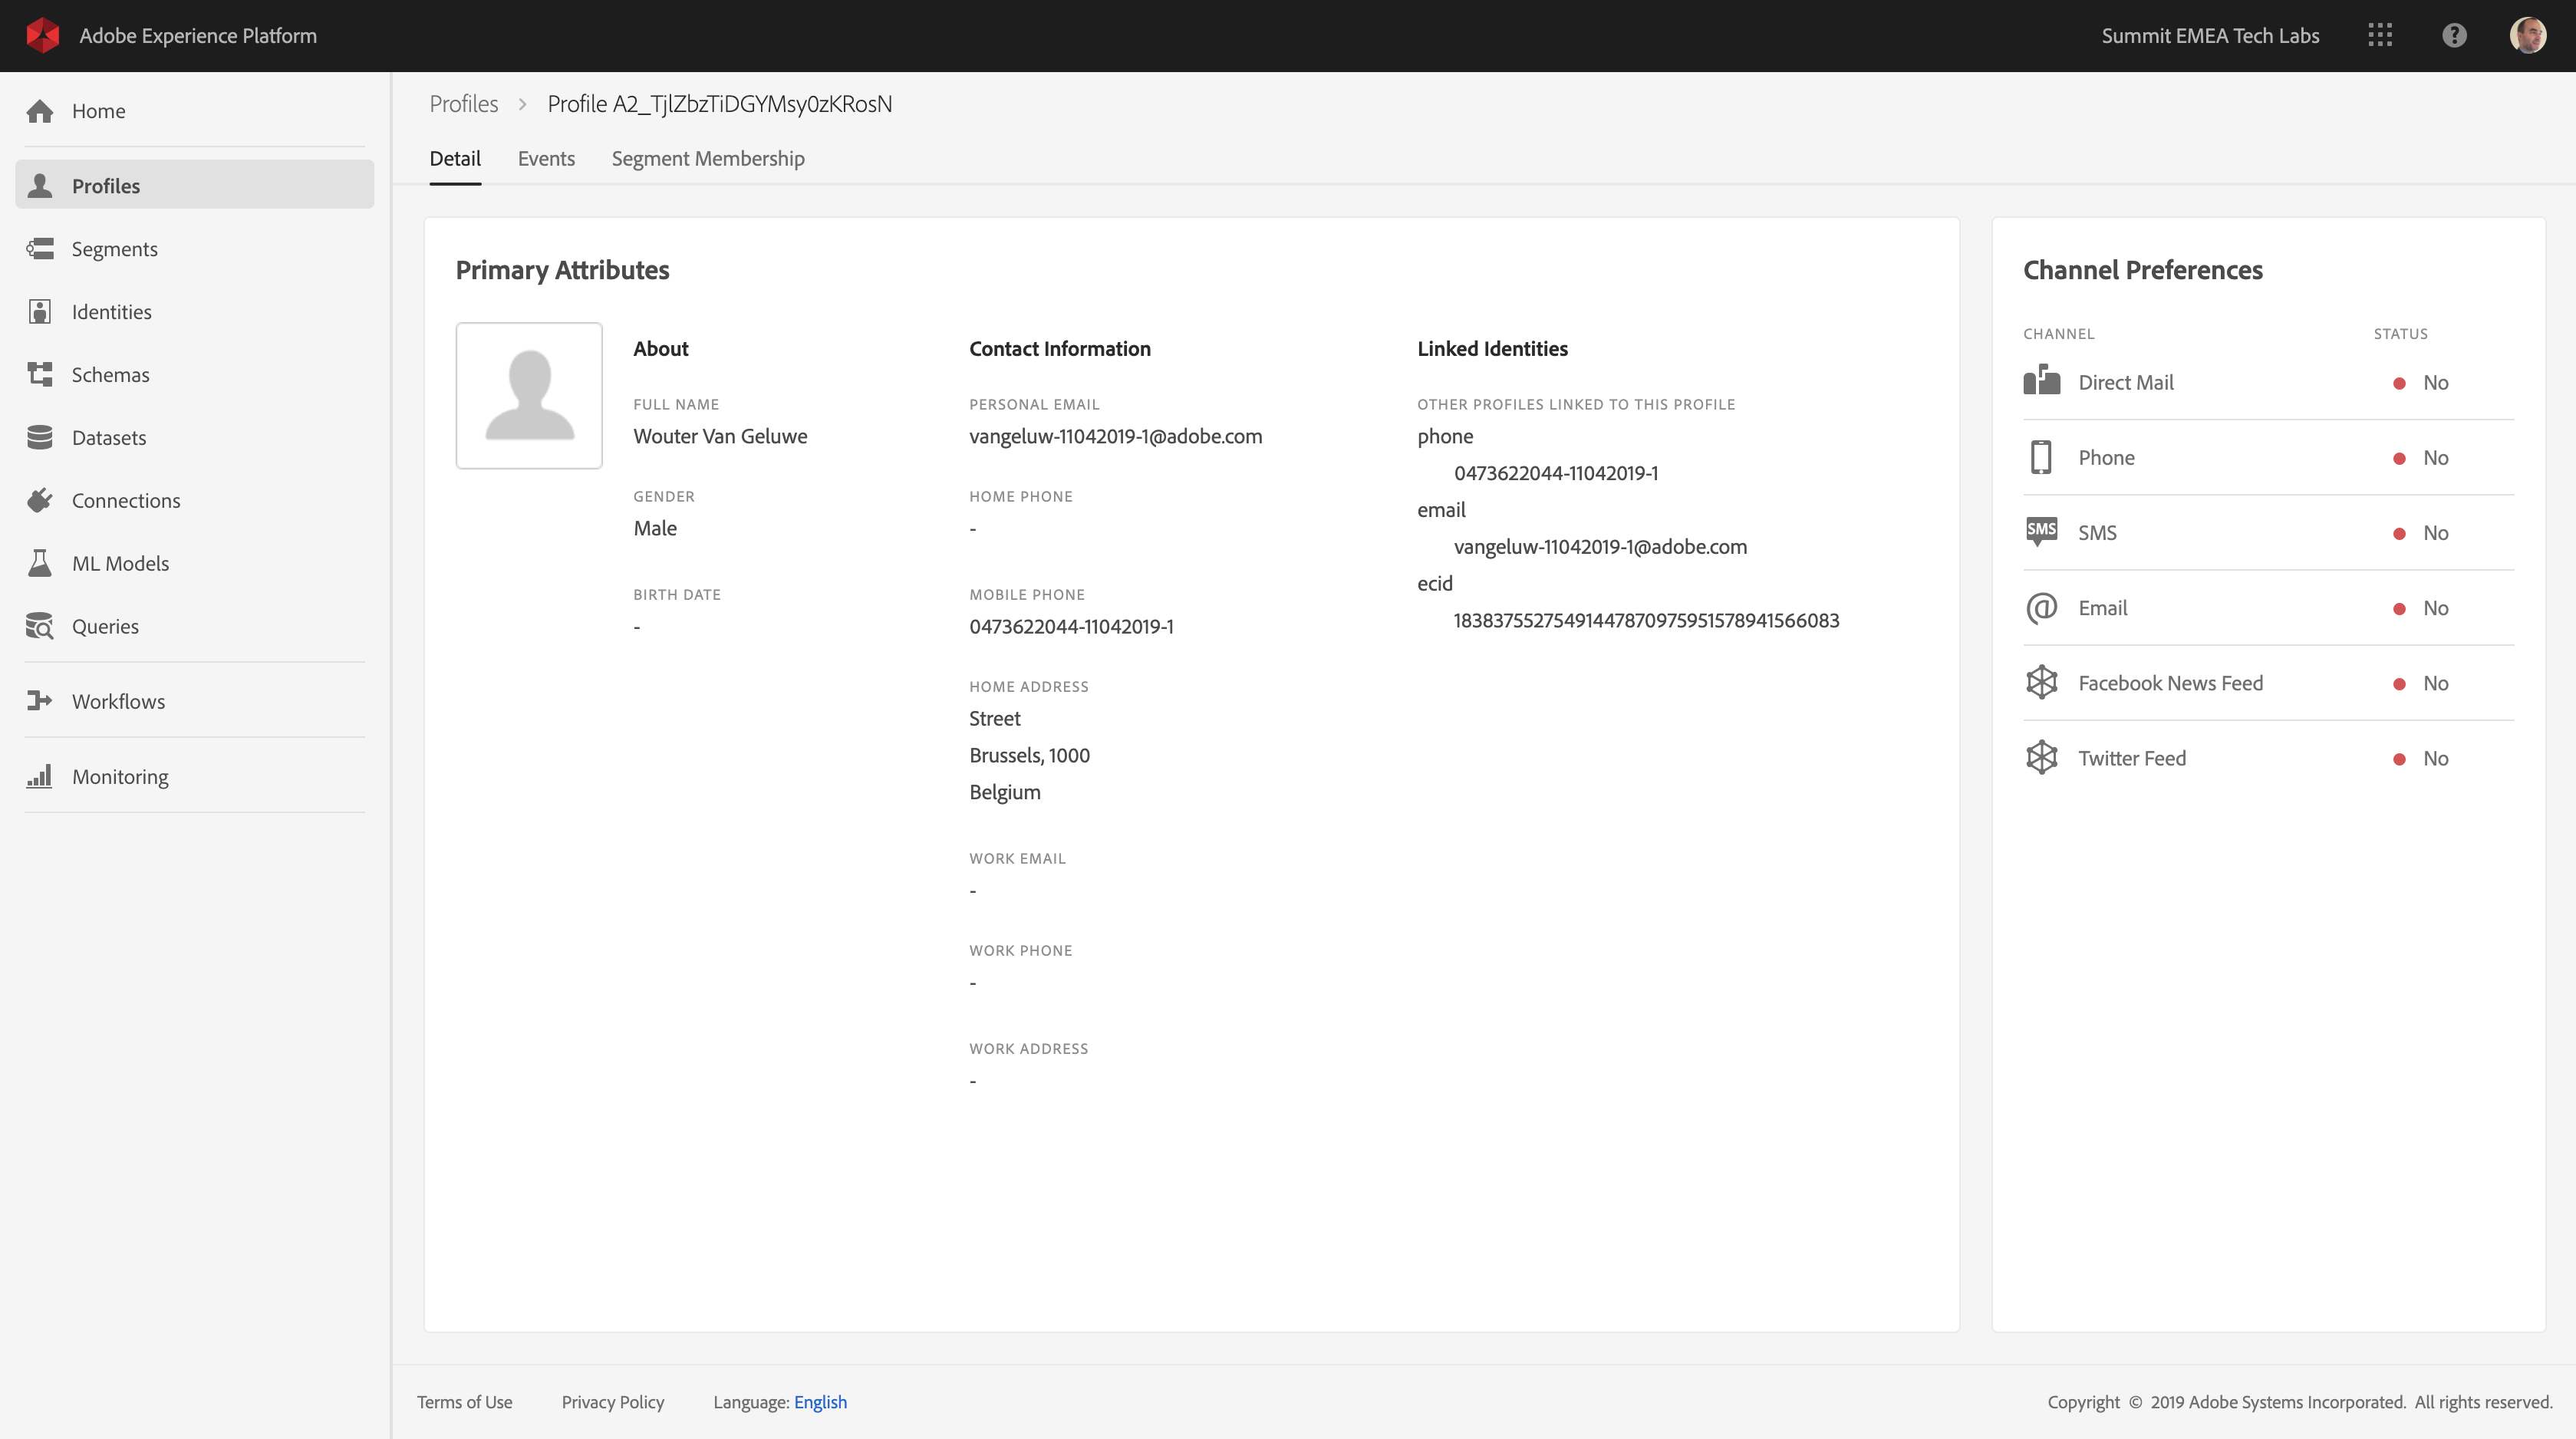 Adobe Experience Platform
Summit EMEA Tech Labs
?
Home
Profiles
Segments
Identities
Schemas
Datasets
Connections
ML Models
Queries
Workflows
Monitoring
Profiles > Profile A2_TjlZbzTiDGYMsy0zKRosN
Detail Events Segment Membership
Primary Attributes
About
FULL NAME
Wouter Van Geluwe
GENDER
Male
BIRTH DATE
-
Contact Information
PERSONAL EMAIL
vangeluw-11042019-1@adobe.com
HOME PHONE
-
MOBILE PHONE
0473622044-11042019-1
HOME ADDRESS
Street
Brussels, 1000
Belgium
WORK EMAIL
-
WORK PHONE
-
WORK ADDRESS
-
Linked Identities
OTHER PROFILES LINKED TO THIS PROFILE
phone
0473622044-11042019-1
email
vangeluw-11042019-1@adobe.com
ecid
18383755275491447870975951578941566083
Channel Preferences
CHANNEL STATUS
Direct Mail No
Phone No
SMS SMS No
@ Email No
Facebook News Feed No
Twitter Feed No
Terms of Use Privacy Policy Language: English
Copyright © 2019 Adobe Systems Incorporated. All rights reserved.